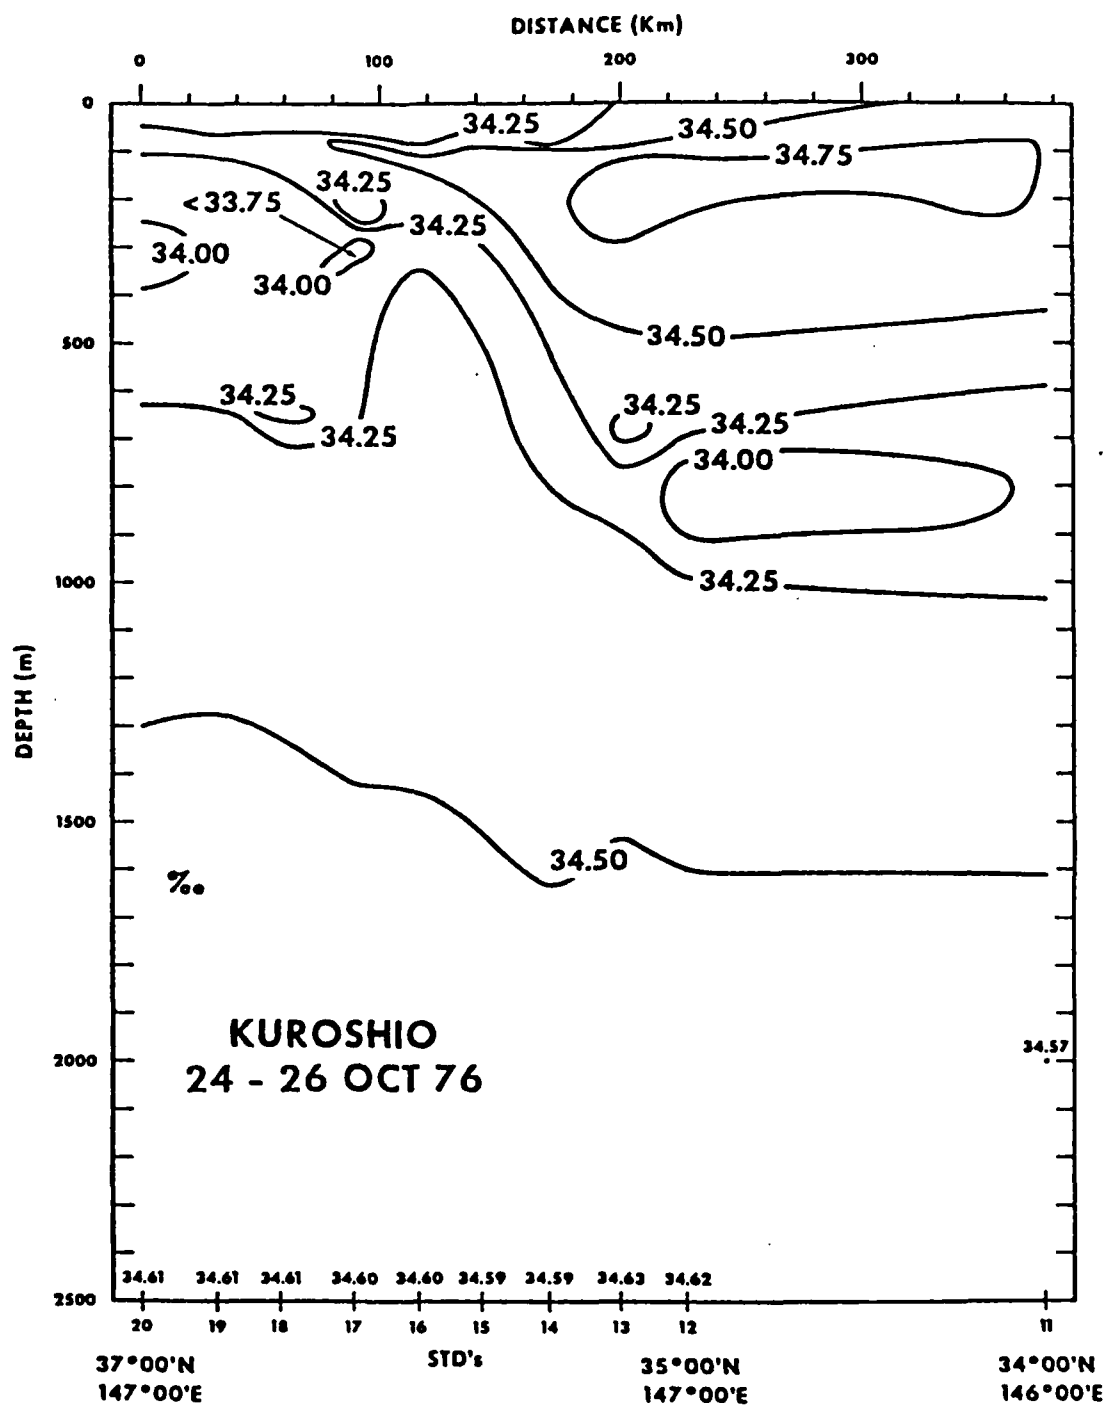 DISTANCE (Km)
0 100 200 300
0
34.25
34.50
34.75
34.25
<33.75
34.25
34.00
34.00
500
34.50
34.25
34.25
34.25
34.25
34.00
1000
34.25
DEPTH (m)
1500
34.50
‰
KUROSHIO
24 - 26 OCT 76
2000
34.57
34.61 34.61 34.61 34.60 34.60 34.59 34.59 34.63 34.62
2500
20 19 18 17 16 15 14 13 12 11
STD's
37°00'N 35°00'N 34°00'N
147°00'E 147°00'E 146°00'E